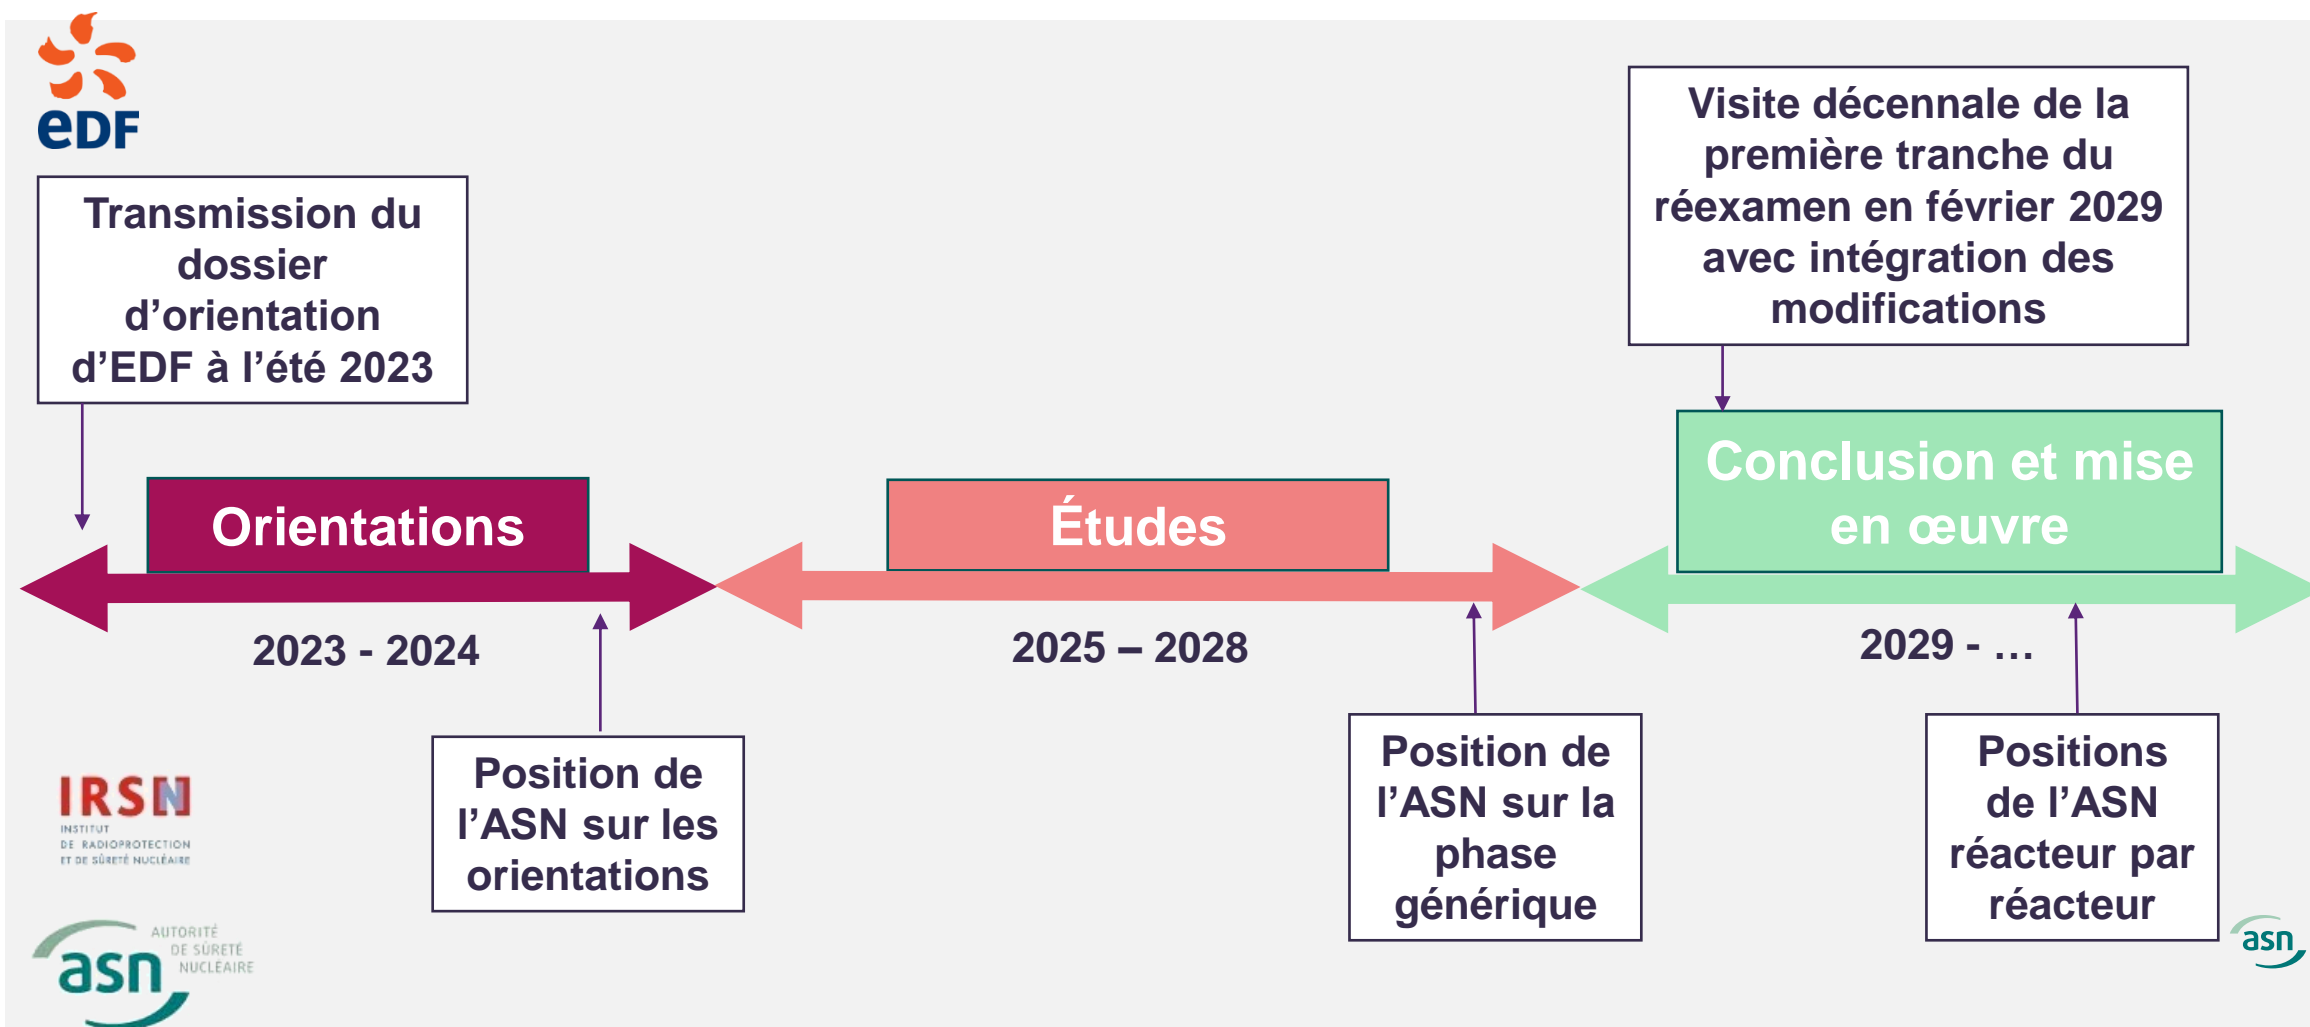 eDF
Transmission du
dossier
d’orientation
d’EDF à l’été 2023
Visite décennale de la
première tranche du
réexamen en février 2029
avec intégration des
modifications
Orientations
Études
Conclusion et mise
en œuvre
2023 - 2024
2025 – 2028
2029 - …
Position de
l’ASN sur les
orientations
Position de
l’ASN sur la
phase
générique
Positions
de l’ASN
réacteur par
réacteur
IRSN
INSTITUT
DE RADIOPROTECTION
ET DE SÛRETÉ NUCLÉAIRE
asn
AUTORITÉ
DE SÛRETÉ
NUCLÉAIRE
asn